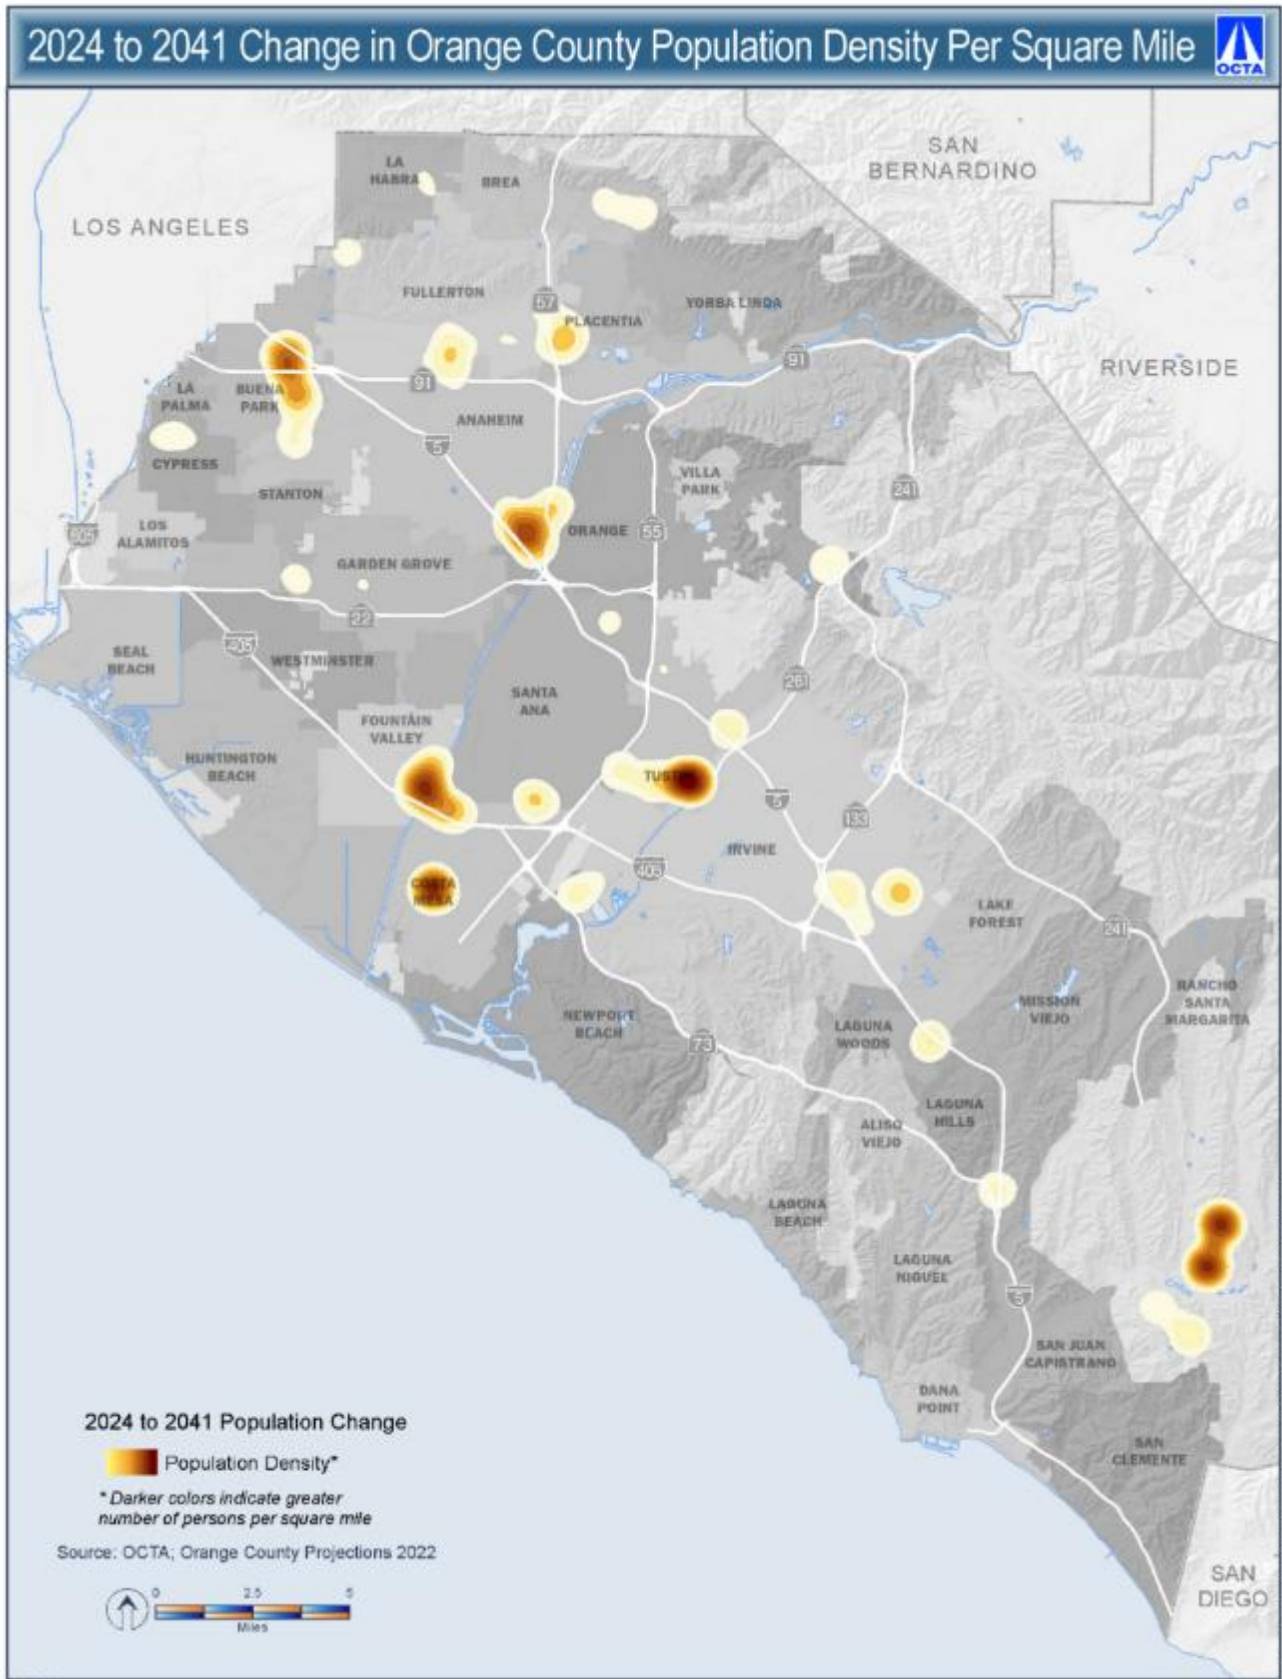 2024 to 2041 Change in Orange County Population Density Per Square Mile
OCTA
SAN
BERNARDINO
LOS ANGELES
LA
HABRA
BREA
FULLERTON
57
PLACENTIA
YORBA LINDA
91
RIVERSIDE
LA
PALMA
BUENA
PARK
91
ANAHEIM
5
CYPRESS
STANTON
VILLA
PARK
241
LOS
ALAMITOS
405
ORANGE
55
GARDEN GROVE
22
405
SEAL
BEACH
WESTMINSTER
SANTA
ANA
261
FOUNTAIN
VALLEY
HUNTINGTON
BEACH
TUSTIN
5
133
IRVINE
405
COSTA
MESA
LAKE
FOREST
241
RANCHO
SANTA
MARGARITA
MISSION
VIEJO
NEWPORT
BEACH
73
LAGUNA
WOODS
LAGUNA
HILLS
ALISO
VIEJO
LAGUNA
BEACH
LAGUNA
NIGUEL
5
SAN JUAN
CAPISTRANO
DANA
POINT
SAN
CLEMENTE
SAN
DIEGO
2024 to 2041 Population Change
Population Density*
* Darker colors indicate greater
number of persons per square mile
Source: OCTA; Orange County Projections 2022
0 2.5 5
Miles